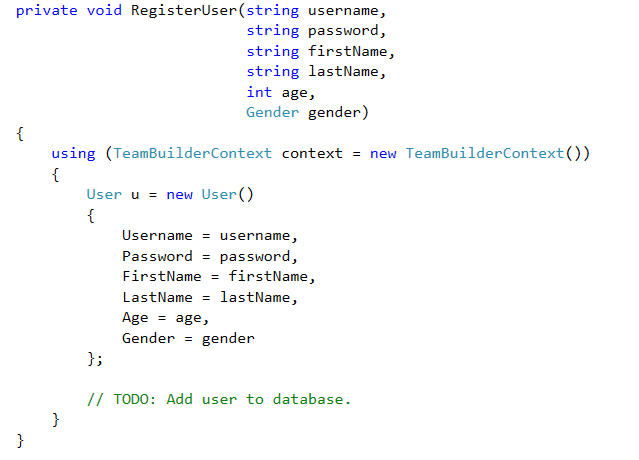 private void RegisterUser(string username,
                          string password,
                          string firstName,
                          string lastName,
                          int age,
                          Gender gender)
{
    using (TeamBuilderContext context = new TeamBuilderContext())
    {
        User u = new User()
        {
            Username = username,
            Password = password,
            FirstName = firstName,
            LastName = lastName,
            Age = age,
            Gender = gender
        };

        // TODO: Add user to database.
    }
}